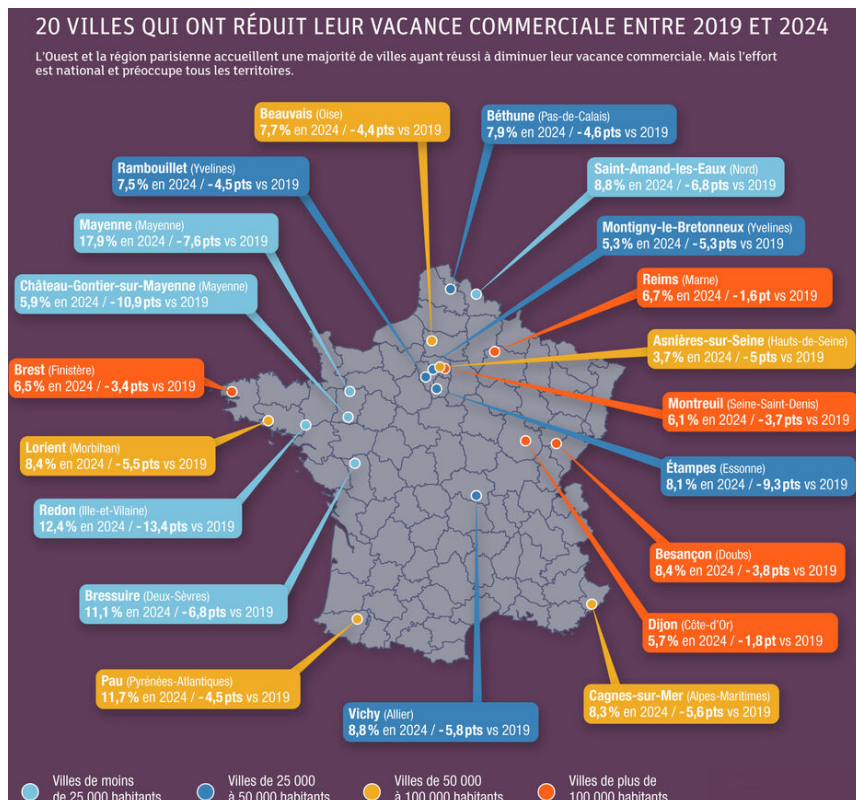 20 VILLES QUI ONT RÉDUIT LEUR VACANCE COMMERCIALE ENTRE 2019 ET 2024
L'Ouest et la région parisienne accueillent une majorité de villes ayant réussi à diminuer leur vacance commerciale. Mais l'effort
est national et préoccupe tous les territoires.
Beauvais (Oise)
7,7% en 2024 / -4,4pts vs 2019
Béthune (Pas-de-Calais)
7,9% en 2024 / -4,6pts vs 2019
Rambouillet (Yvelines)
7,5% en 2024 / -4,5pts vs 2019
Saint-Amand-les-Eaux (Nord)
8,8% en 2024 / -6,8pts vs 2019
Mayenne (Mayenne)
17,9% en 2024 / -7,6pts vs 2019
Montigny-le-Bretonneux (Yvelines)
5,3% en 2024 / -5,3pts vs 2019
Château-Gontier-sur-Mayenne (Mayenne)
5,9% en 2024 / -10,9pts vs 2019
Reims (Marne)
6,7% en 2024 / -1,6pt vs 2019
Asnières-sur-Seine (Hauts-de-Seine)
3,7% en 2024 / -5pts vs 2019
Brest (Finistère)
6,5% en 2024 / -3,4pts vs 2019
Montreuil (Seine-Saint-Denis)
6,1% en 2024 / -3,7pts vs 2019
Lorient (Morbihan)
8,4% en 2024 / -5,5pts vs 2019
Étampes (Essonne)
8,1% en 2024 / -9,3pts vs 2019
Redon (Ille-et-Vilaine)
12,4% en 2024 / -13,4pts vs 2019
Besançon (Doubs)
8,4% en 2024 / -3,8pts vs 2019
Bressuire (Deux-Sèvres)
11,1% en 2024 / -6,8pts vs 2019
Dijon (Côte-d'Or)
5,7% en 2024 / -1,8pt vs 2019
Pau (Pyrénées-Atlantiques)
11,7% en 2024 / -4,5pts vs 2019
Cagnes-sur-Mer (Alpes-Maritimes)
8,3% en 2024 / -5,6pts vs 2019
Vichy (Allier)
8,8% en 2024 / -5,8pts vs 2019
Villes de moins
de 25 000 habitants
Villes de 25 000
à 50 000 habitants
Villes de 50 000
à 100 000 habitants
Villes de plus de
100 000 habitants